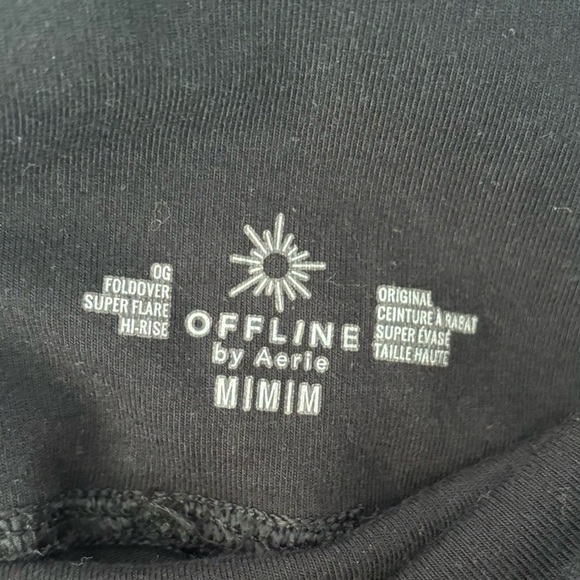 OG
FOLDOVER
SUPER FLARE
HI-RISE
OFFLINE
by Aerie
M|M|M
ORIGINAL
CEINTURE À RABAT
SUPER ÉVASÉ
TAILLE HAUTE